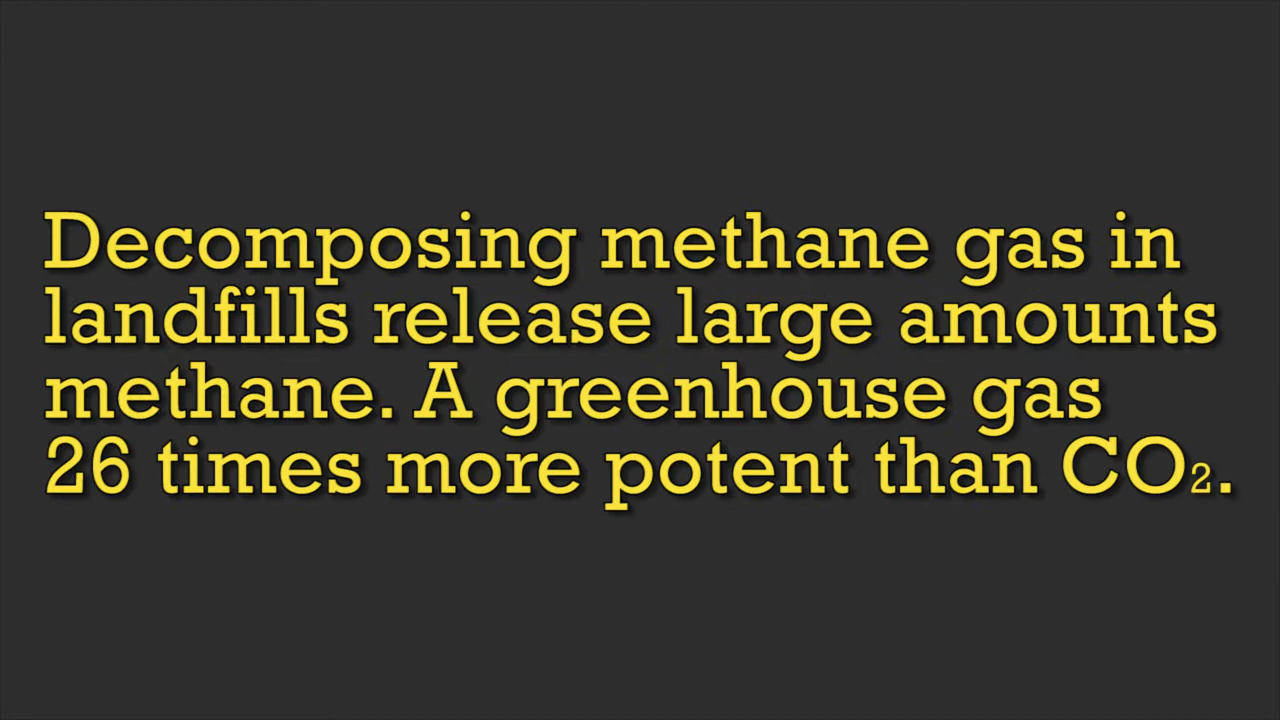 Decomposing methane gas in
landfills release large amounts
methane. A greenhouse gas
26 times more potent than CO₂.